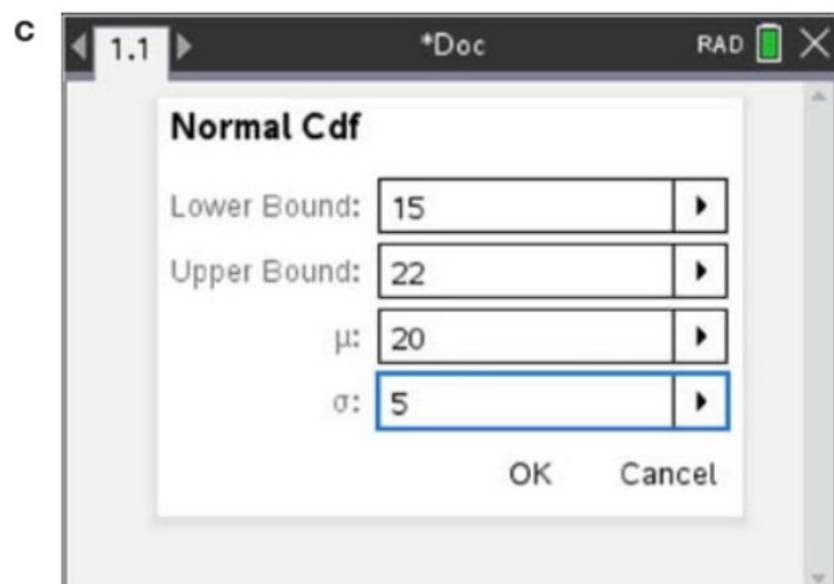 c
1.1 *Doc RAD
Normal Cdf
Lower Bound: 15
Upper Bound: 22
μ: 20
σ: 5
OK Cancel